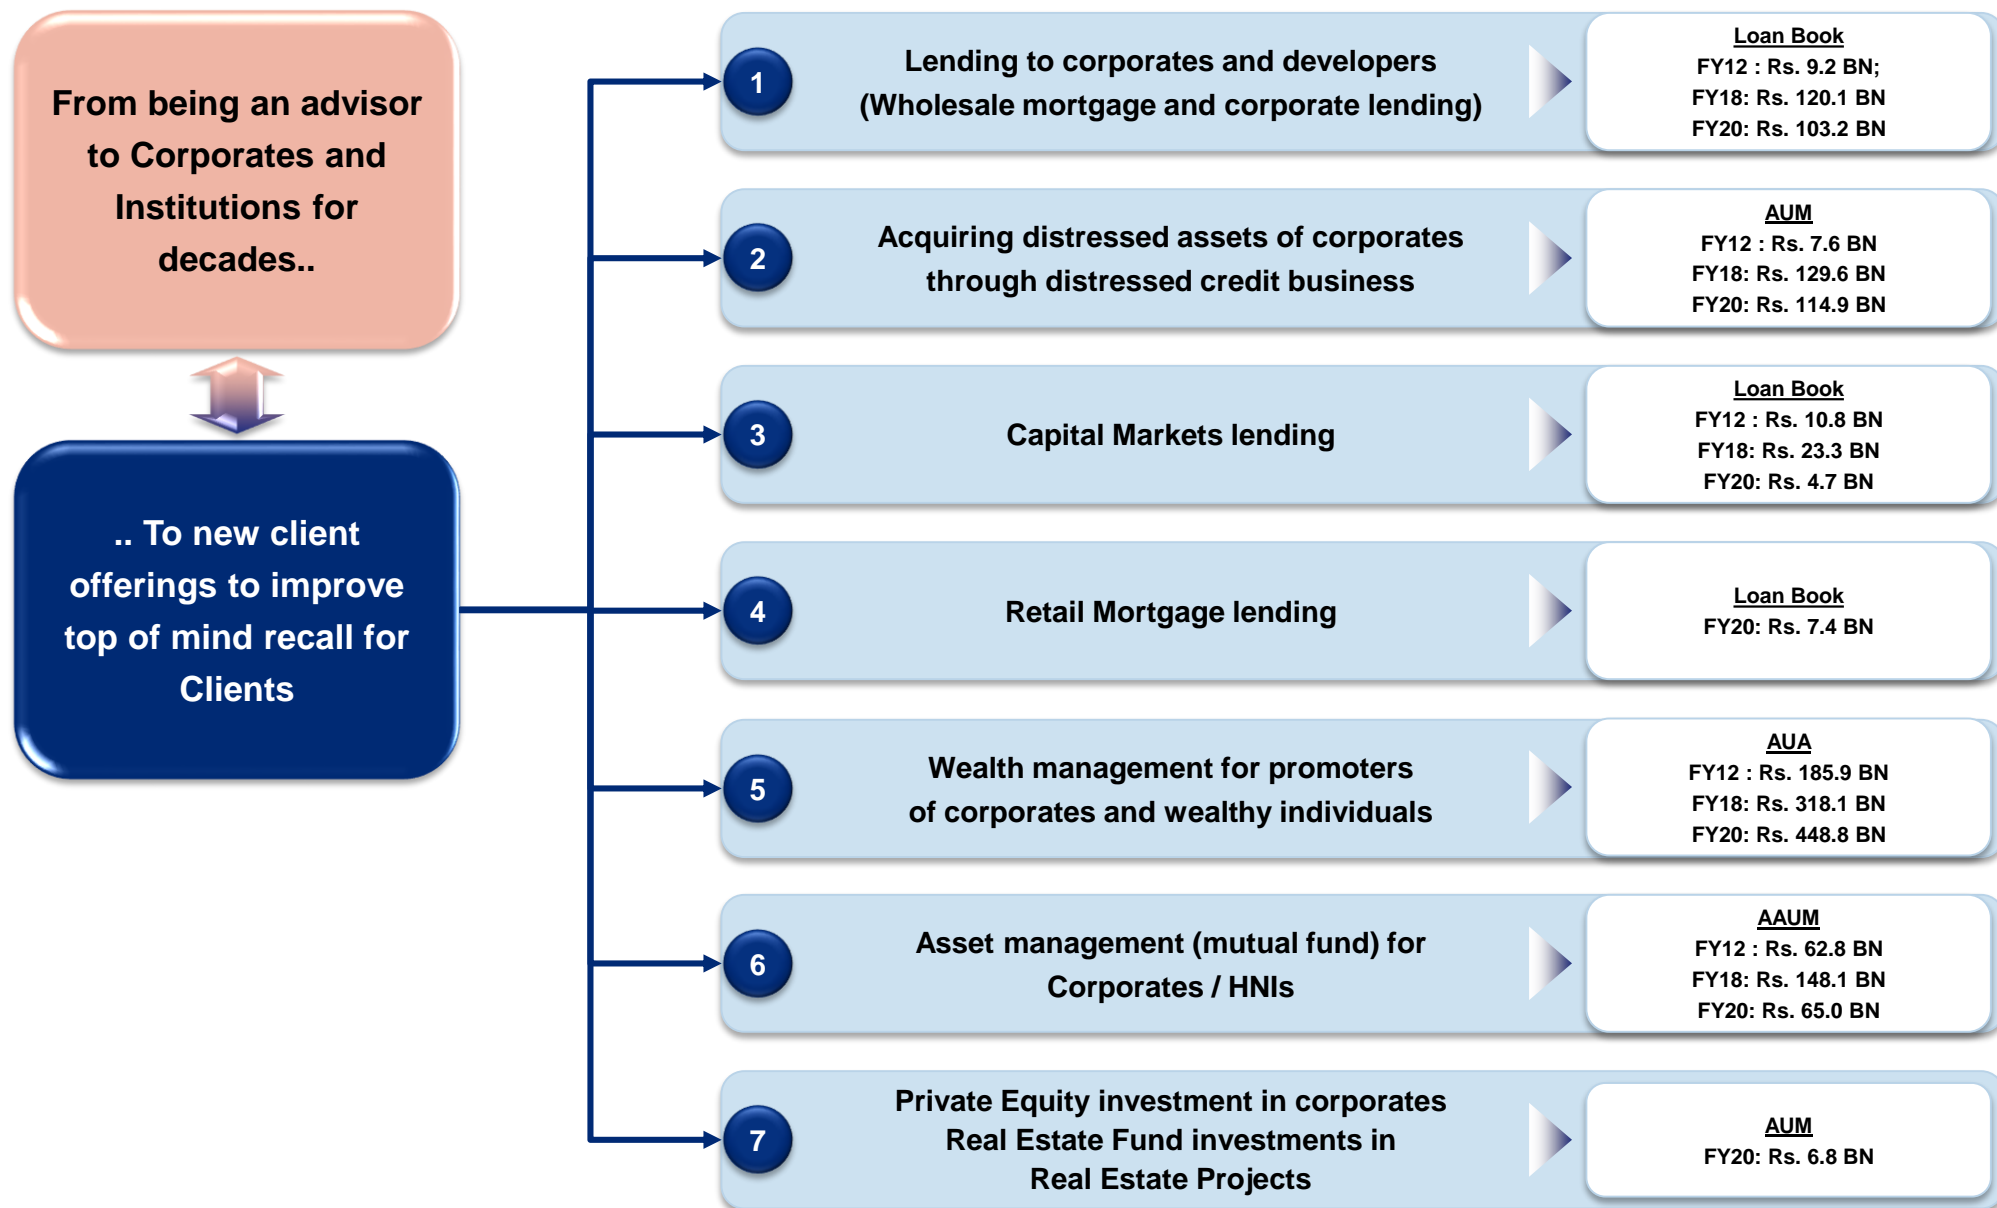 From being an advisor
to Corporates and
Institutions for
decades..
.. To new client
offerings to improve
top of mind recall for
Clients
1
Lending to corporates and developers
(Wholesale mortgage and corporate lending)
Loan Book
FY12 : Rs. 9.2 BN;
FY18: Rs. 120.1 BN
FY20: Rs. 103.2 BN
2
Acquiring distressed assets of corporates
through distressed credit business
AUM
FY12 : Rs. 7.6 BN
FY18: Rs. 129.6 BN
FY20: Rs. 114.9 BN
3
Capital Markets lending
Loan Book
FY12 : Rs. 10.8 BN
FY18: Rs. 23.3 BN
FY20: Rs. 4.7 BN
4
Retail Mortgage lending
Loan Book
FY20: Rs. 7.4 BN
5
Wealth management for promoters
of corporates and wealthy individuals
AUA
FY12 : Rs. 185.9 BN
FY18: Rs. 318.1 BN
FY20: Rs. 448.8 BN
6
Asset management (mutual fund) for
Corporates / HNIs
AAUM
FY12 : Rs. 62.8 BN
FY18: Rs. 148.1 BN
FY20: Rs. 65.0 BN
7
Private Equity investment in corporates
Real Estate Fund investments in
Real Estate Projects
AUM
FY20: Rs. 6.8 BN